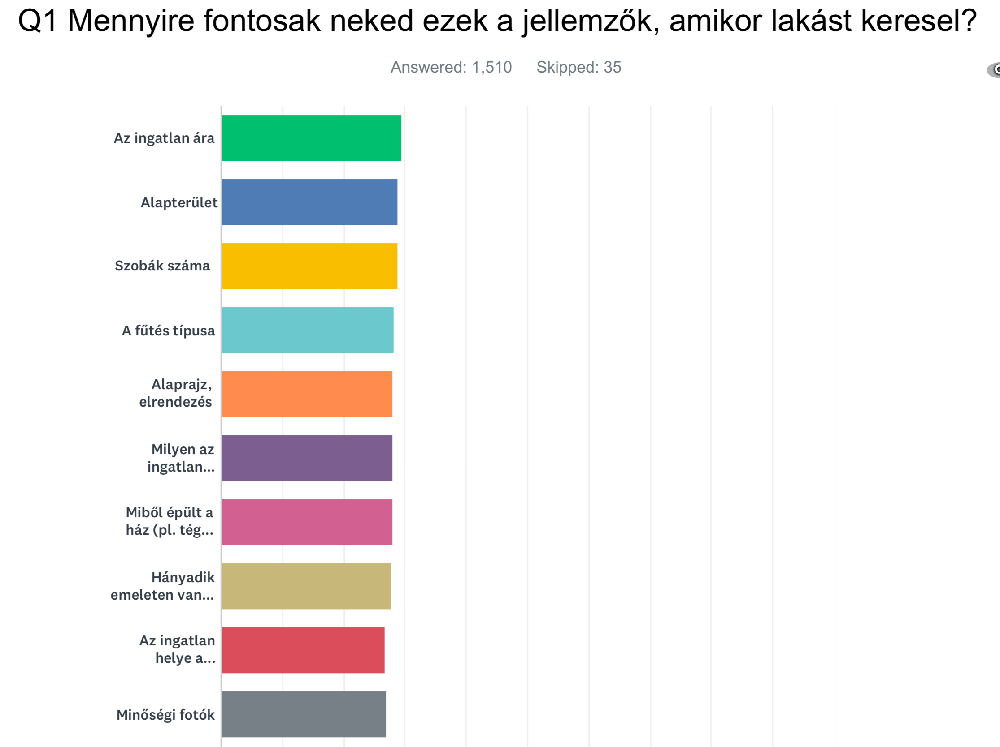 Q1 Mennyire fontosak neked ezek a jellemzők, amikor lakást keresel?
Answered: 1,510 Skipped: 35
Az ingatlan ára
Alapterület
Szobák száma
A fűtés típusa
Alaprajz,
elrendezés
Milyen az
ingatlan...
Miből épült a
ház (pl. tég...
Hányadik
emeleten van...
Az ingatlan
helye a...
Minőségi fotók